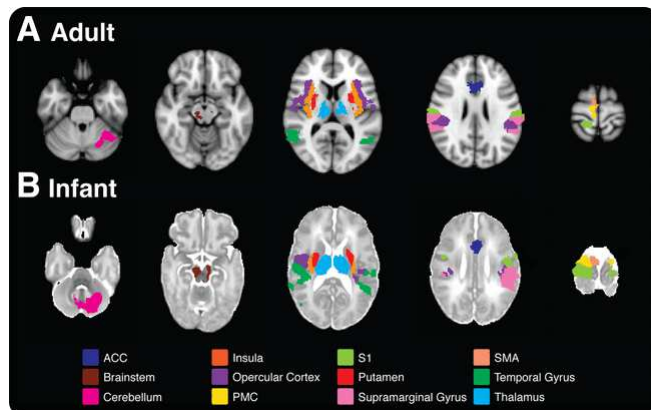 A Adult
B Infant
ACC Insula S1 SMA
Brainstem Opercular Cortex Putamen Temporal Gyrus
Cerebellum PMC Supramarginal Gyrus Thalamus